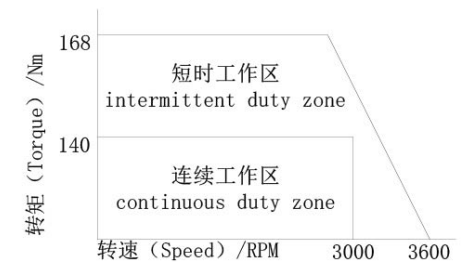 转矩（Torque）/Nm
168
短时工作区
intermittent duty zone
140
连续工作区
continuous duty zone
转速（Speed）/RPM
3000
3600